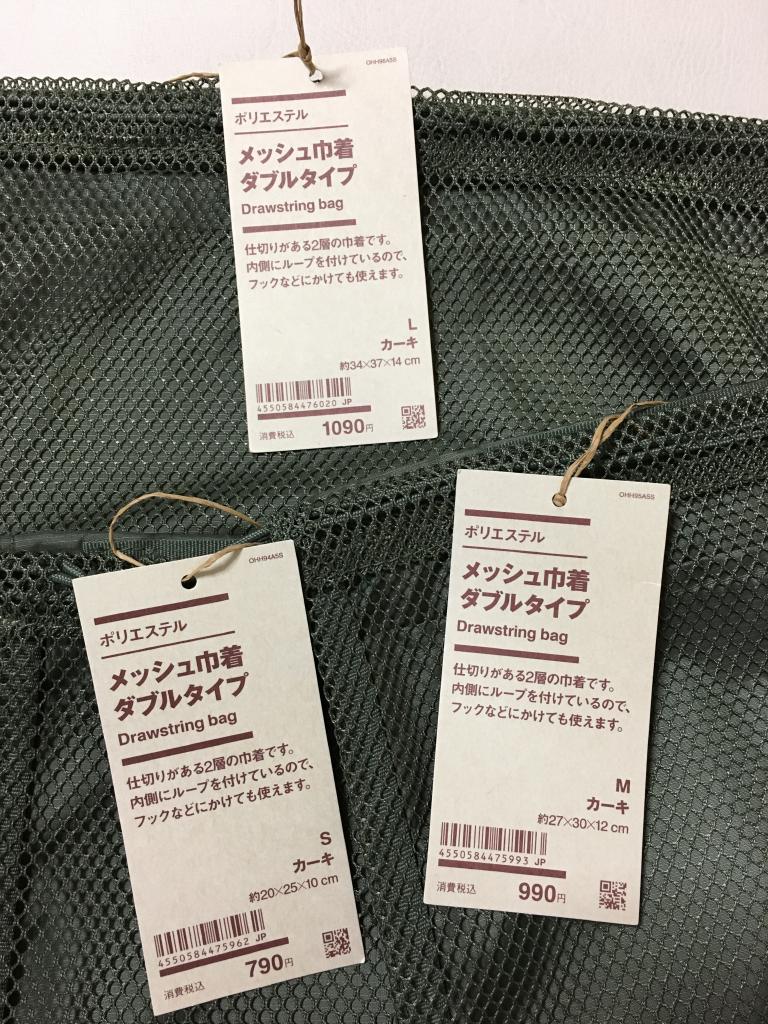 OHH96A5S
ポリエステル
メッシュ巾着
ダブルタイプ
Drawstring bag
仕切りがある2層の巾着です。
内側にループを付けているので、
フックなどにかけても使えます。
L
カーキ
約34×37×14 cm
4550584476020 JP
消費税込 1090円
OHH94A5S
ポリエステル
メッシュ巾着
ダブルタイプ
Drawstring bag
仕切りがある2層の巾着です。
内側にループを付けているので、
フックなどにかけても使えます。
S
カーキ
約20×25×10 cm
4550584475962 JP
消費税込 790円
OHH95A5S
ポリエステル
メッシュ巾着
ダブルタイプ
Drawstring bag
仕切りがある2層の巾着です。
内側にループを付けているので、
フックなどにかけても使えます。
M
カーキ
約27×30×12 cm
4550584475993 JP
消費税込 990円